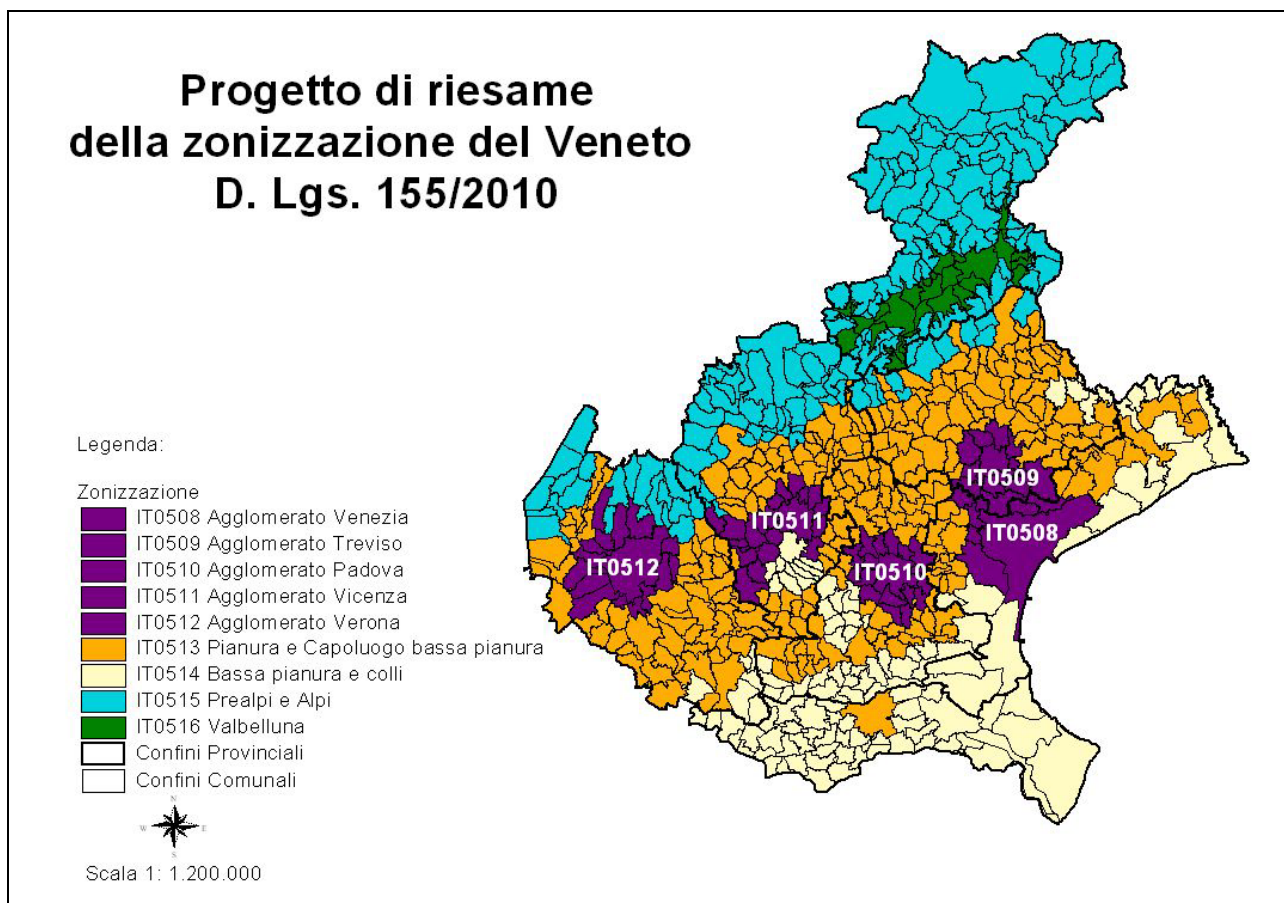 Progetto di riesame
della zonizzazione del Veneto
D. Lgs. 155/2010
Legenda:
Zonizzazione
IT0508 Agglomerato Venezia
IT0509 Agglomerato Treviso
IT0510 Agglomerato Padova
IT0511 Agglomerato Vicenza
IT0512 Agglomerato Verona
IT0513 Pianura e Capoluogo bassa pianura
IT0514 Bassa pianura e colli
IT0515 Prealpi e Alpi
IT0516 Valbelluna
Confini Provinciali
Confini Comunali
N
W E
S
Scala 1: 1.200.000
IT0509
IT0511
IT0508
IT0512
IT0510